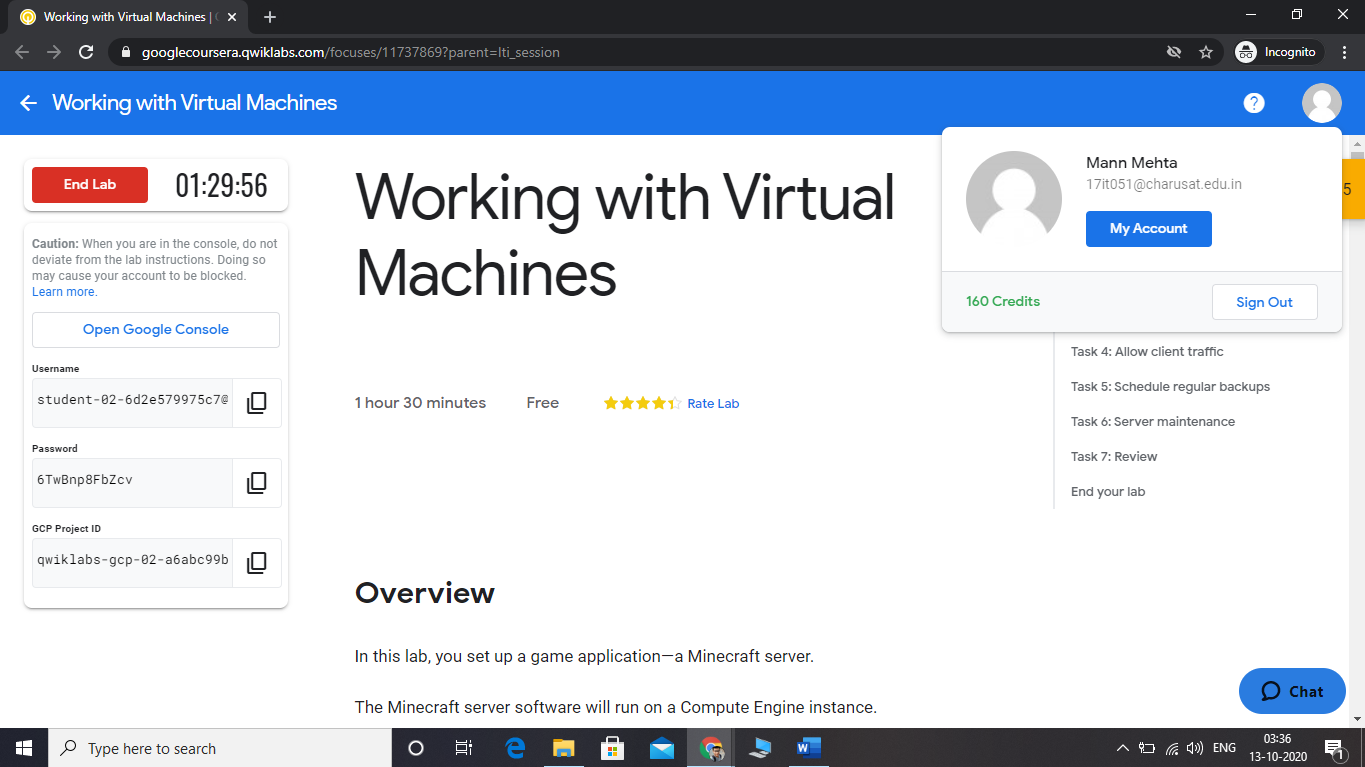 Working with Virtual Machines |
googlecoursera.qwiklabs.com/focuses/11737869?parent=lti_session
Incognito
Working with Virtual Machines
?
End Lab
01:29:56
Caution: When you are in the console, do not
deviate from the lab instructions. Doing so
may cause your account to be blocked.
Learn more.
Open Google Console
Username
student-02-6d2e579975c7@
Password
6TwBnp8FbZcv
GCP Project ID
qwiklabs-gcp-02-a6abc99b
Working with Virtual
Machines
1 hour 30 minutes
Free
Rate Lab
Overview
In this lab, you set up a game application—a Minecraft server.
The Minecraft server software will run on a Compute Engine instance.
Mann Mehta
17it051@charusat.edu.in
My Account
160 Credits
Sign Out
5
Task 4: Allow client traffic
Task 5: Schedule regular backups
Task 6: Server maintenance
Task 7: Review
End your lab
Chat
Type here to search
ENG
03:36
13-10-2020
1